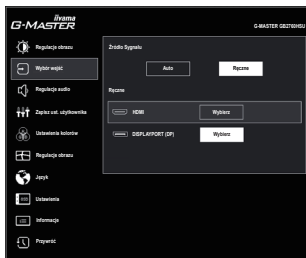 iiyama
G-MASTER
G-MASTER GB2760HSU
Regulacja obrazu
Wybór wejść
Regulacja audio
Zapisz ust. użytkownika
Ustawienia kolorów
Regulacja obrazu
Język
Ustawienia
Informacje
Przywróć
Źródło Sygnału
Auto
Ręczne
Ręczne
HDMI
Wybierz
DISPLAYPORT (DP)
Wybierz